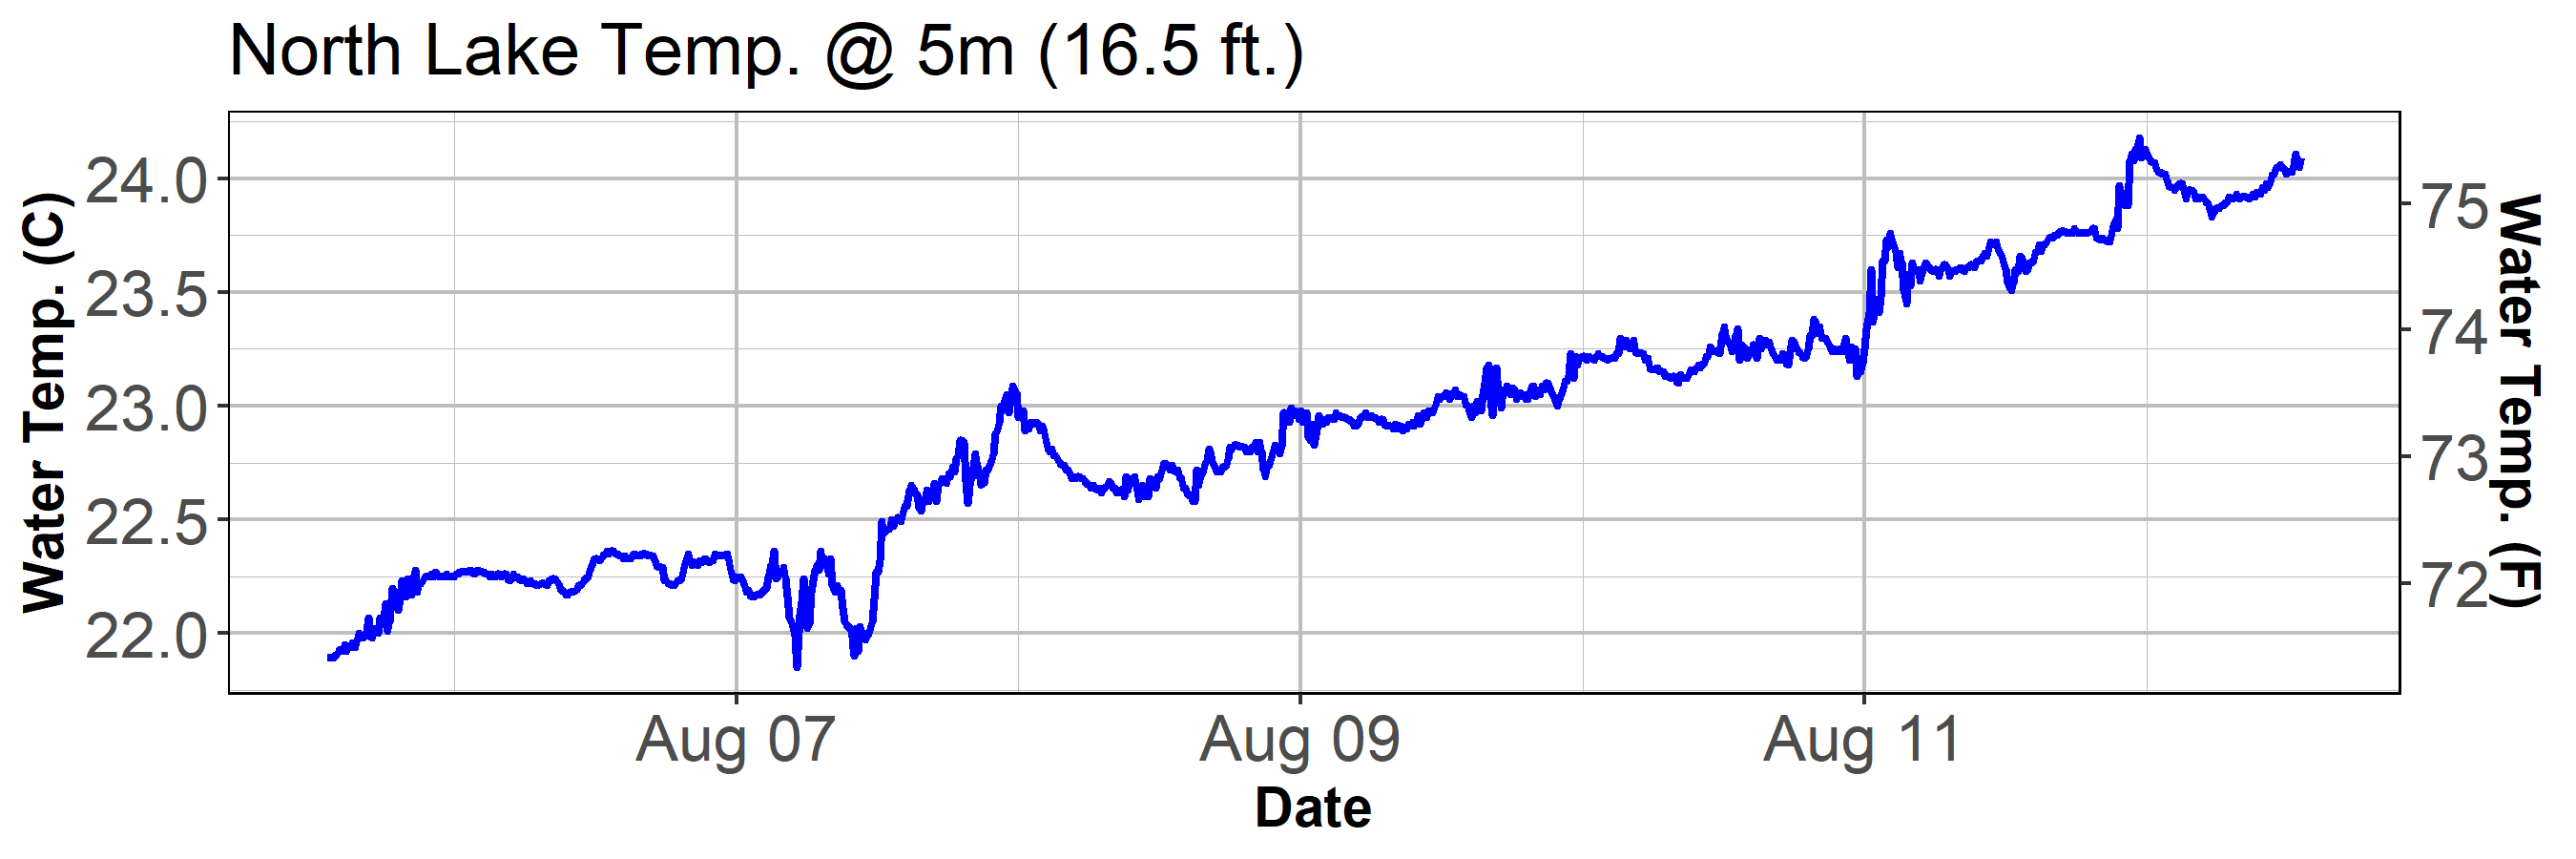 North Lake Temp. @ 5m (16.5 ft.)
Water Temp. (C)
24.0
23.5
23.0
22.5
22.0
75
74
73
72
Water Temp. (F)
Aug 07
Aug 09
Aug 11
Date